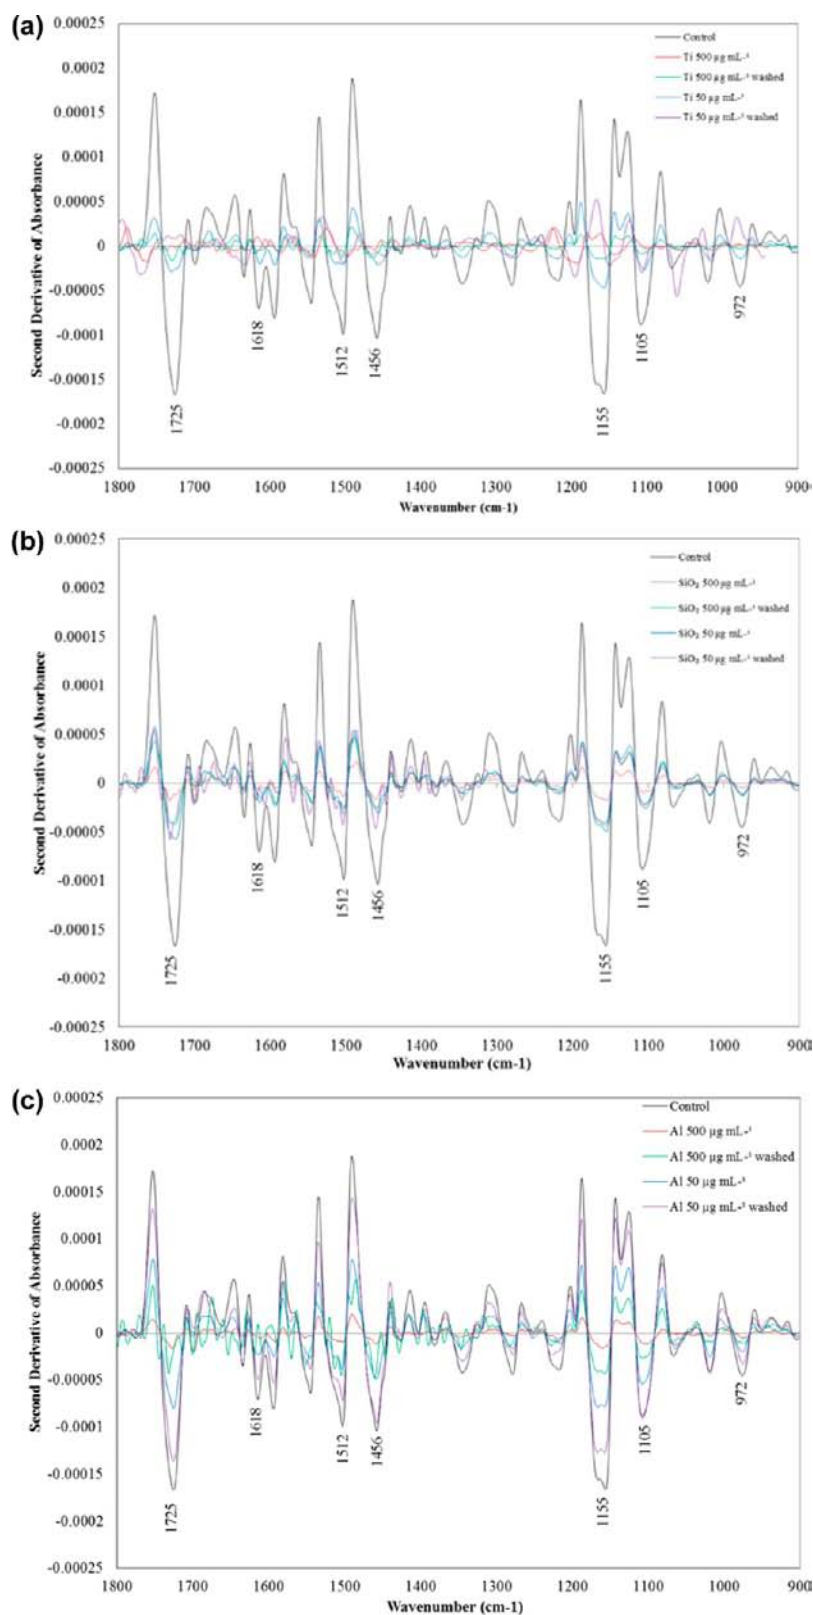 (a)
0.00025
0.0002
0.00015
0.0001
0.00005
0
-0.00005
-0.0001
-0.00015
-0.0002
-0.00025
Second Derivative of Absorbance
Control
Ti 500 µg mL-¹
Ti 500 µg mL-¹ washed
Ti 50 µg mL-¹
Ti 50 µg mL-¹ washed
1725
1618
1512
1456
1155
1105
972
1800 1700 1600 1500 1400 1300 1200 1100 1000 900
Wavenumber (cm-1)
(b)
0.00025
0.0002
0.00015
0.0001
0.00005
0
-0.00005
-0.0001
-0.00015
-0.0002
-0.00025
Second Derivative of Absorbance
Control
SiO₂ 500 µg mL-¹
SiO₂ 500 µg mL-¹ washed
SiO₂ 50 µg mL-¹
SiO₂ 50 µg mL-¹ washed
1725
1618
1512
1456
1155
1105
972
1800 1700 1600 1500 1400 1300 1200 1100 1000 900
Wavenumber (cm-1)
(c)
0.00025
0.0002
0.00015
0.0001
0.00005
0
-0.00005
-0.0001
-0.00015
-0.0002
-0.00025
Second Derivative of Absorbance
Control
Al 500 µg mL-¹
Al 500 µg mL-¹ washed
Al 50 µg mL-¹
Al 50 µg mL-¹ washed
1725
1618
1512
1456
1155
1105
972
1800 1700 1600 1500 1400 1300 1200 1100 1000 900
Wavenumber (cm-1)